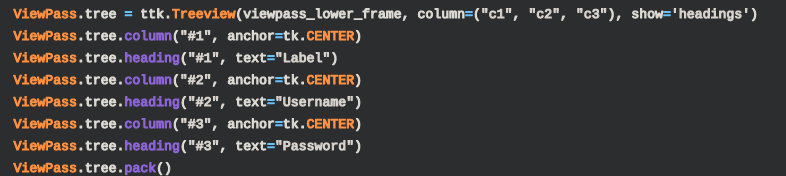 ViewPass.tree = ttk.Treeview(viewpass_lower_frame, column=("c1", "c2", "c3"), show='headings')
ViewPass.tree.column("#1", anchor=tk.CENTER)
ViewPass.tree.heading("#1", text="Label")
ViewPass.tree.column("#2", anchor=tk.CENTER)
ViewPass.tree.heading("#2", text="Username")
ViewPass.tree.column("#3", anchor=tk.CENTER)
ViewPass.tree.heading("#3", text="Password")
ViewPass.tree.pack()